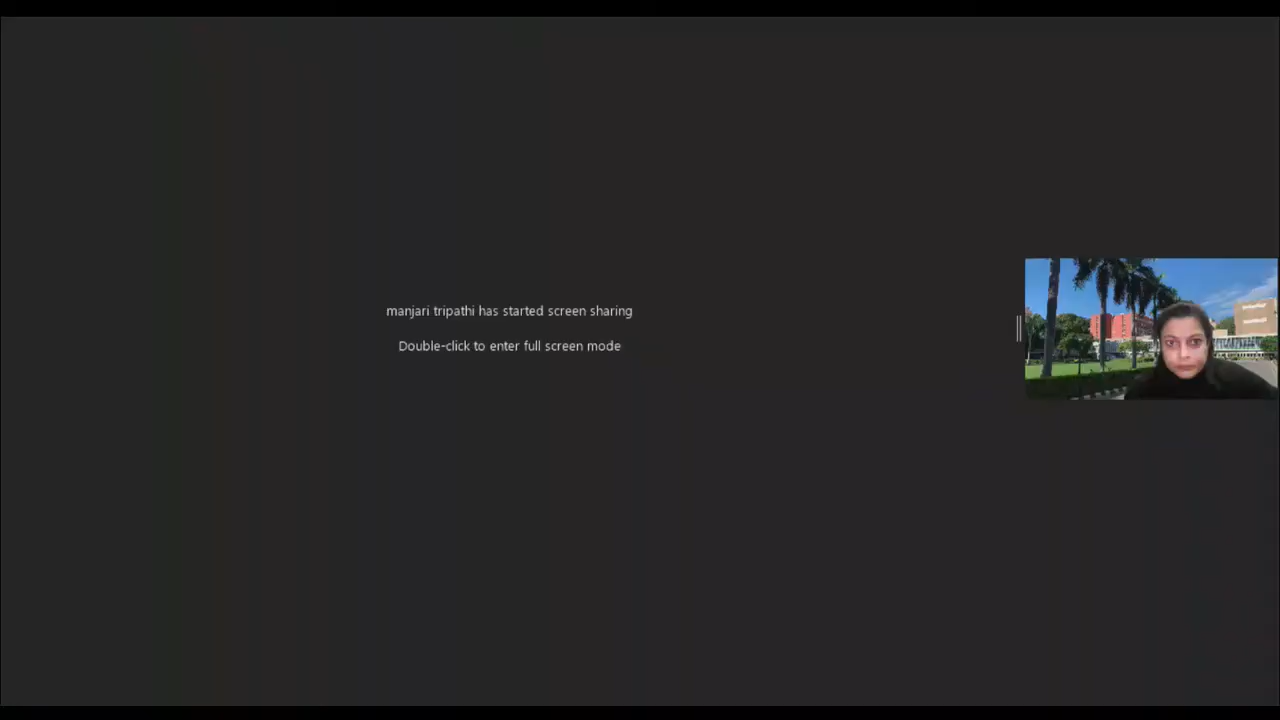 manjari tripathi has started screen sharing
Double-click to enter full screen mode